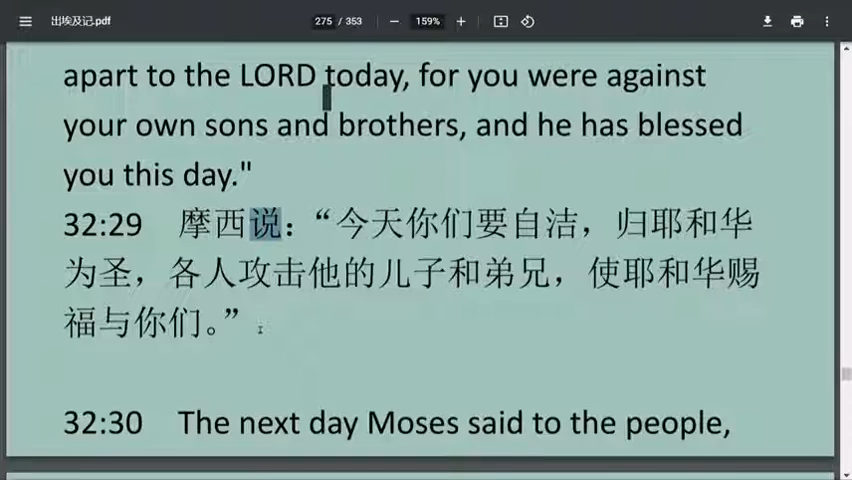 出埃及记.pdf
275 / 353
159%
apart to the LORD today, for you were against
your own sons and brothers, and he has blessed
you this day."
32:29 摩西说：“今天你们要自洁，归耶和华
为圣，各人攻击他的儿子和弟兄，使耶和华赐
福与你们。”
32:30 The next day Moses said to the people,